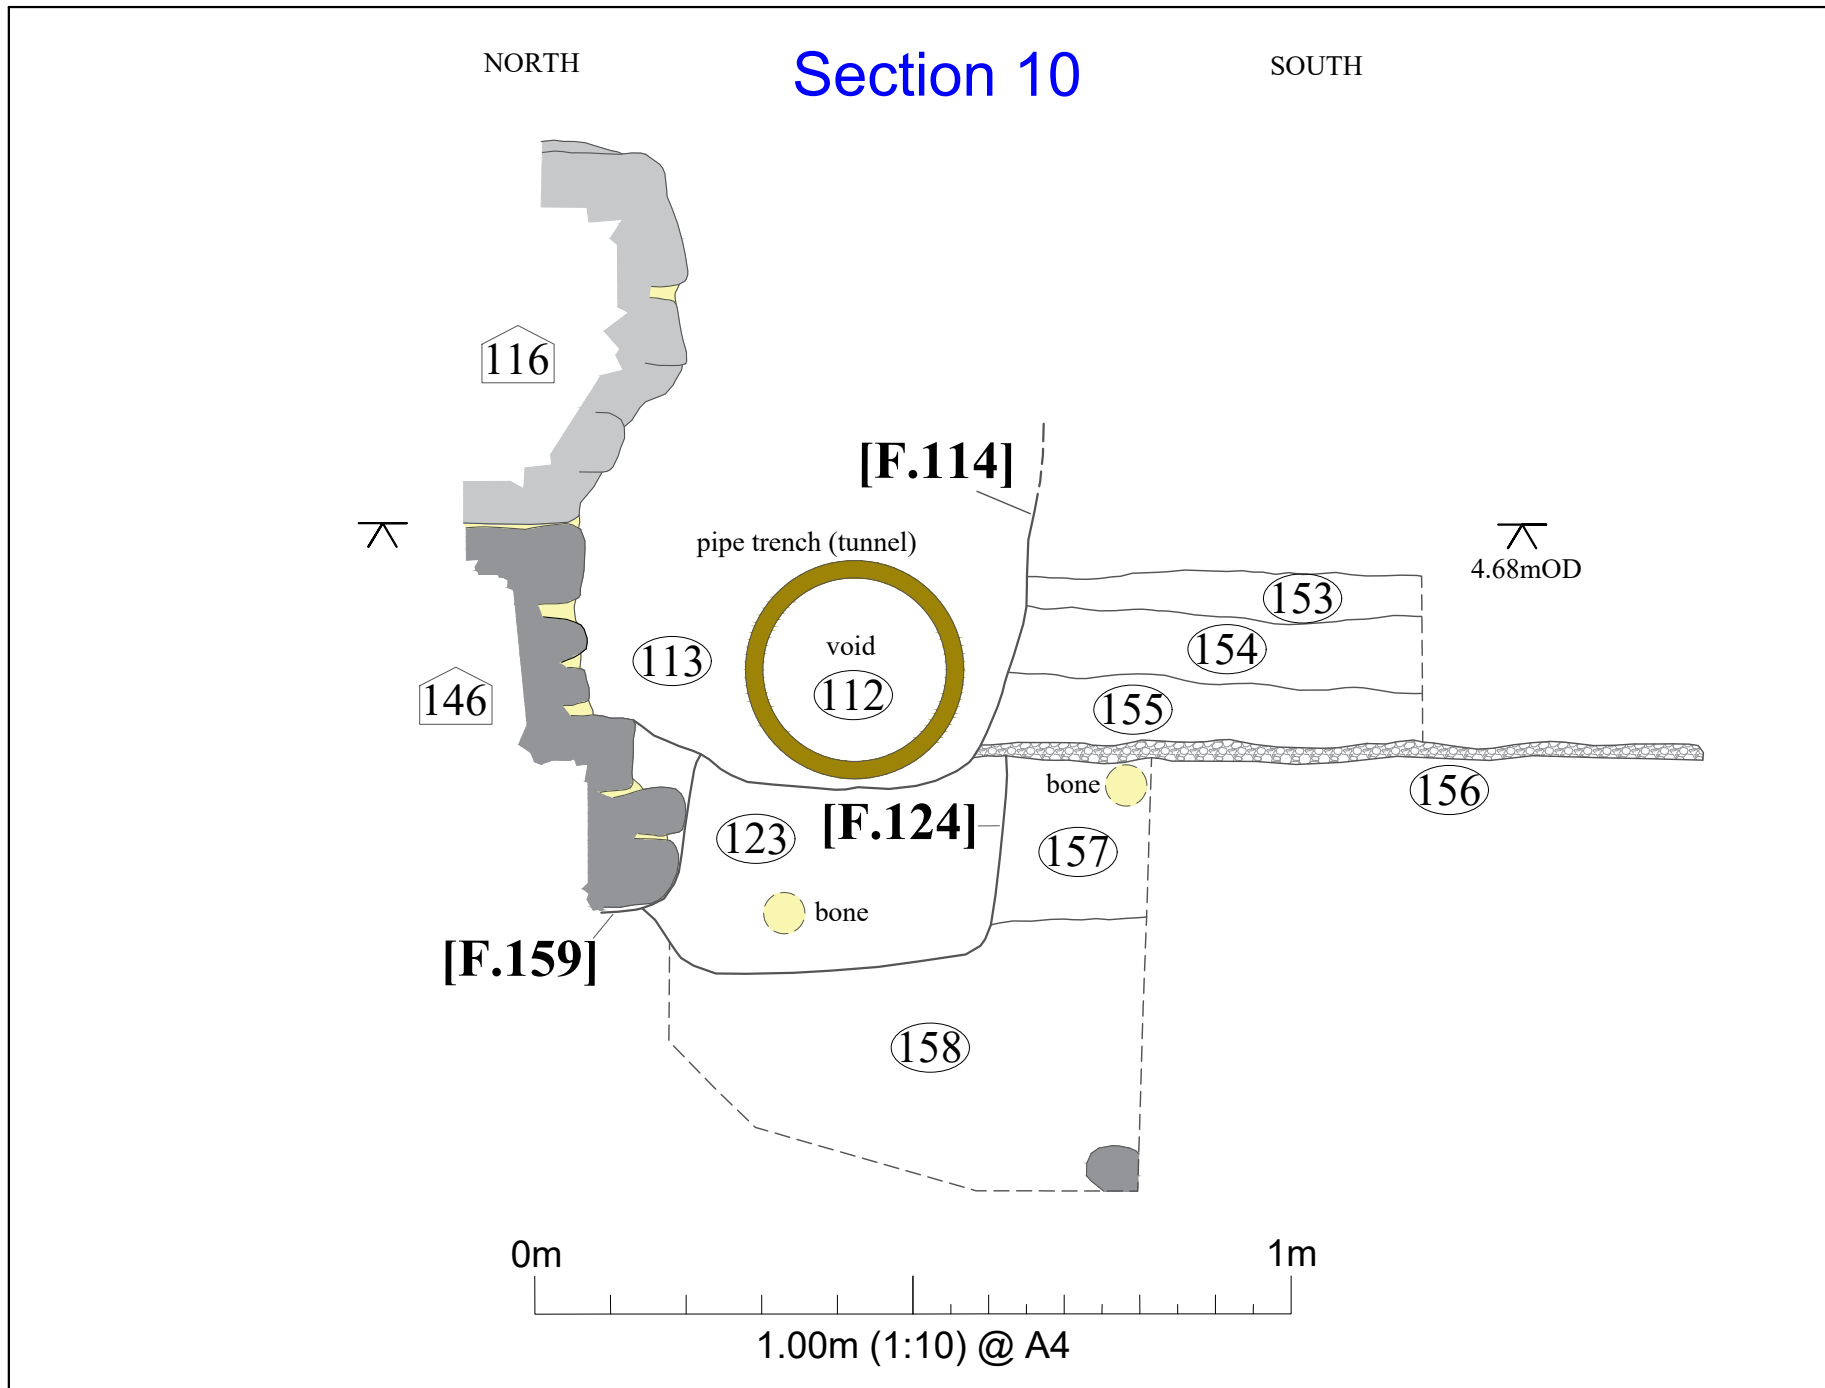 NORTH
Section 10
SOUTH
116
[F.114]
pipe trench (tunnel)
4.68mOD
153
void
154
113
112
146
155
bone
156
123
[F.124]
157
bone
[F.159]
158
0m
1m
1.00m (1:10) @ A4